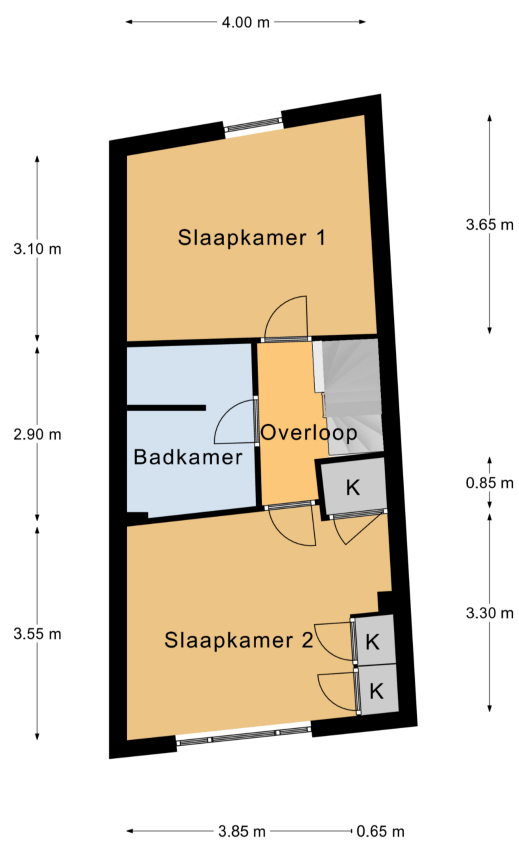 4.00 m
3.65 m
Slaapkamer 1
3.10 m
2.90 m
Overloop
Badkamer
K
0.85 m
3.30 m
3.55 m
Slaapkamer 2
K
K
3.85 m
0.65 m